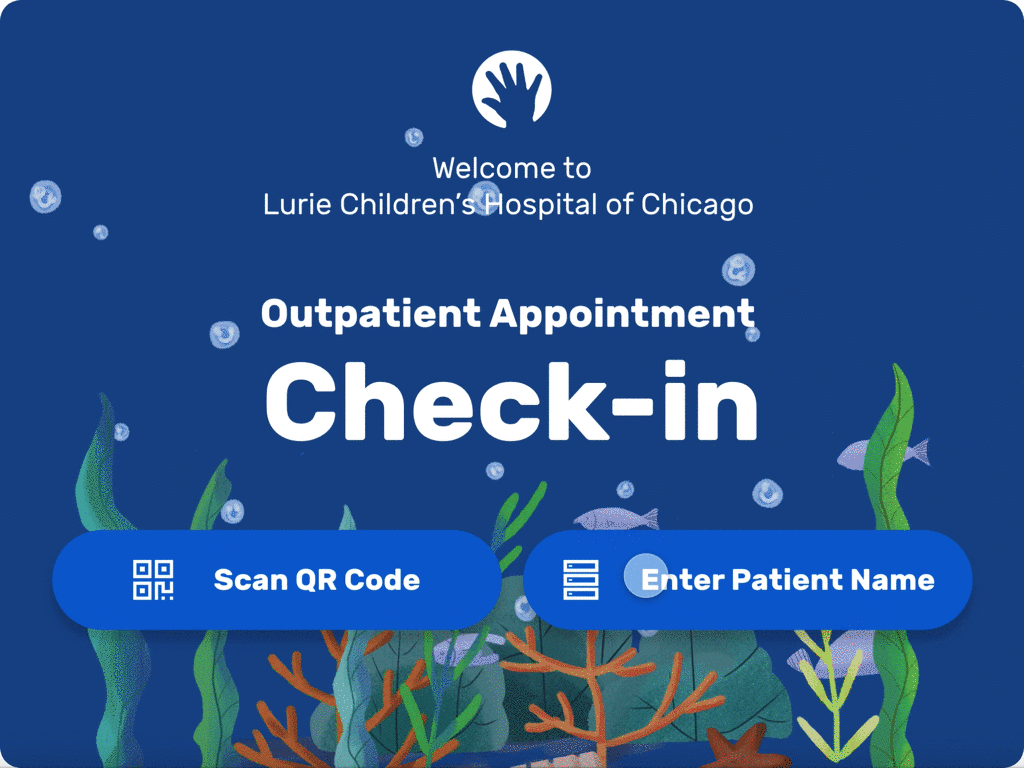 Welcome to
Lurie Children’s Hospital of Chicago
Outpatient Appointment
Check-in
Scan QR Code
Enter Patient Name